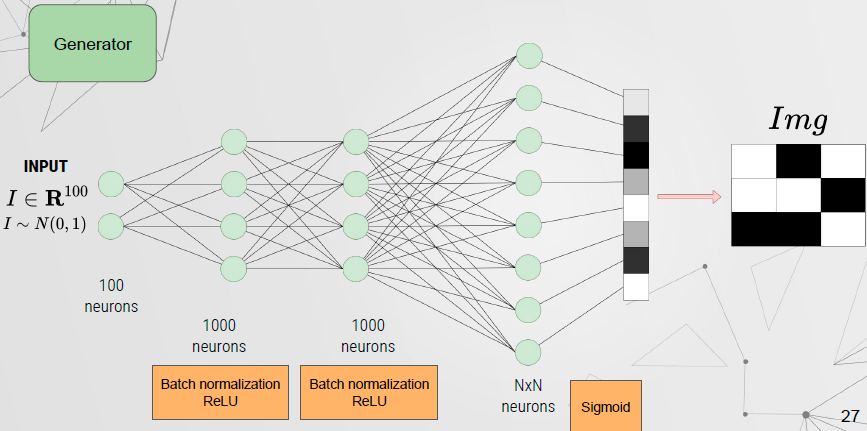 Generator
Img
INPUT
I ∈ R¹⁰⁰
I ∼ N(0, 1)
100
neurons
1000
neurons
1000
neurons
Batch normalization
ReLU
Batch normalization
ReLU
NxN
neurons
Sigmoid
27